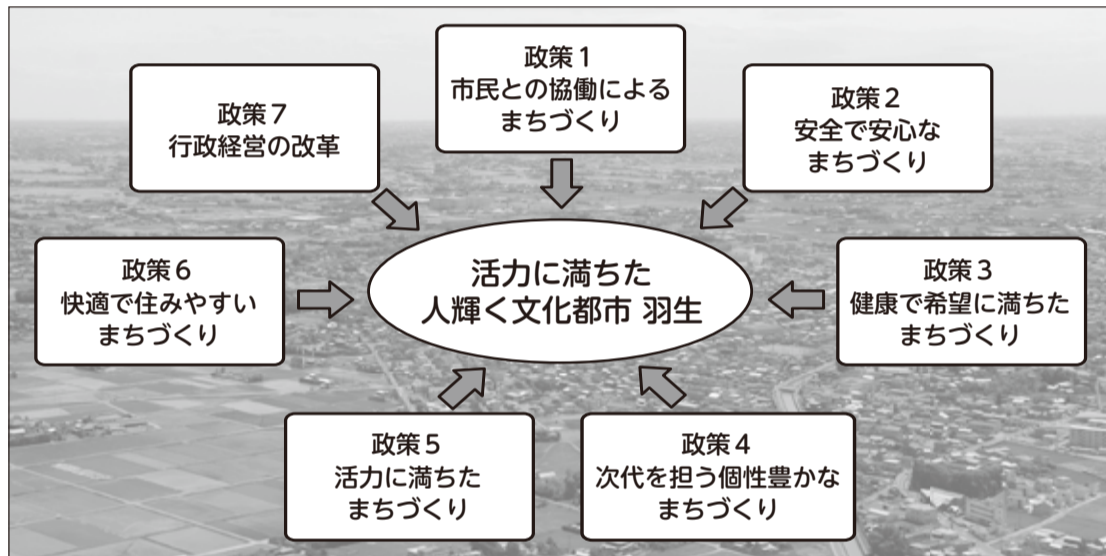 政策1
市民との協働による
まちづくり
政策2
安全で安心な
まちづくり
政策3
健康で希望に満ちた
まちづくり
政策4
次代を担う個性豊かな
まちづくり
政策5
活力に満ちた
まちづくり
政策6
快適で住みやすい
まちづくり
政策7
行政経営の改革
活力に満ちた
人輝く文化都市 羽生